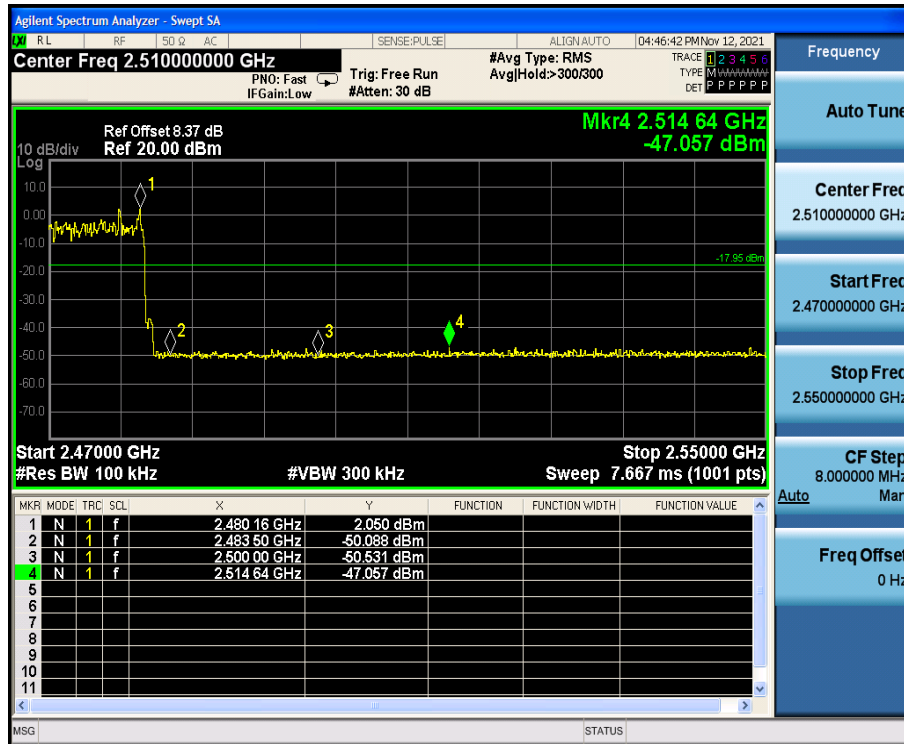 Agilent Spectrum Analyzer - Swept SA
LXI RL RF 50 Ω AC SENSE:PULSE ALIGN AUTO 04:46:42 PM Nov 12, 2021
Center Freq 2.510000000 GHz #Avg Type: RMS TRACE 1 2 3 4 5 6
PNO: Fast Trig: Free Run Avg|Hold:>300/300 TYPE M
IFGain:Low #Atten: 30 dB DET P P P P P P
Frequency
Auto Tune
Center Freq
2.510000000 GHz
Start Freq
2.470000000 GHz
Stop Freq
2.550000000 GHz
CF Step
8.000000 MHz
Auto Man
Freq Offset
0 Hz
Mkr4 2.514 64 GHz
-47.057 dBm
Ref Offset 8.37 dB
10 dB/div Ref 20.00 dBm
Log
10.0
0.00
-10.0
-20.0
-30.0
-40.0
-50.0
-60.0
-70.0
1
-17.95 dBm
2
3
4
Start 2.47000 GHz Stop 2.55000 GHz
#Res BW 100 kHz #VBW 300 kHz Sweep 7.667 ms (1001 pts)
MKR MODE TRC SCL X Y FUNCTION FUNCTION WIDTH FUNCTION VALUE
1 N 1 f 2.480 16 GHz 2.050 dBm
2 N 1 f 2.483 50 GHz -50.088 dBm
3 N 1 f 2.500 00 GHz -50.531 dBm
4 N 1 f 2.514 64 GHz -47.057 dBm
5
6
7
8
9
10
11
MSG STATUS